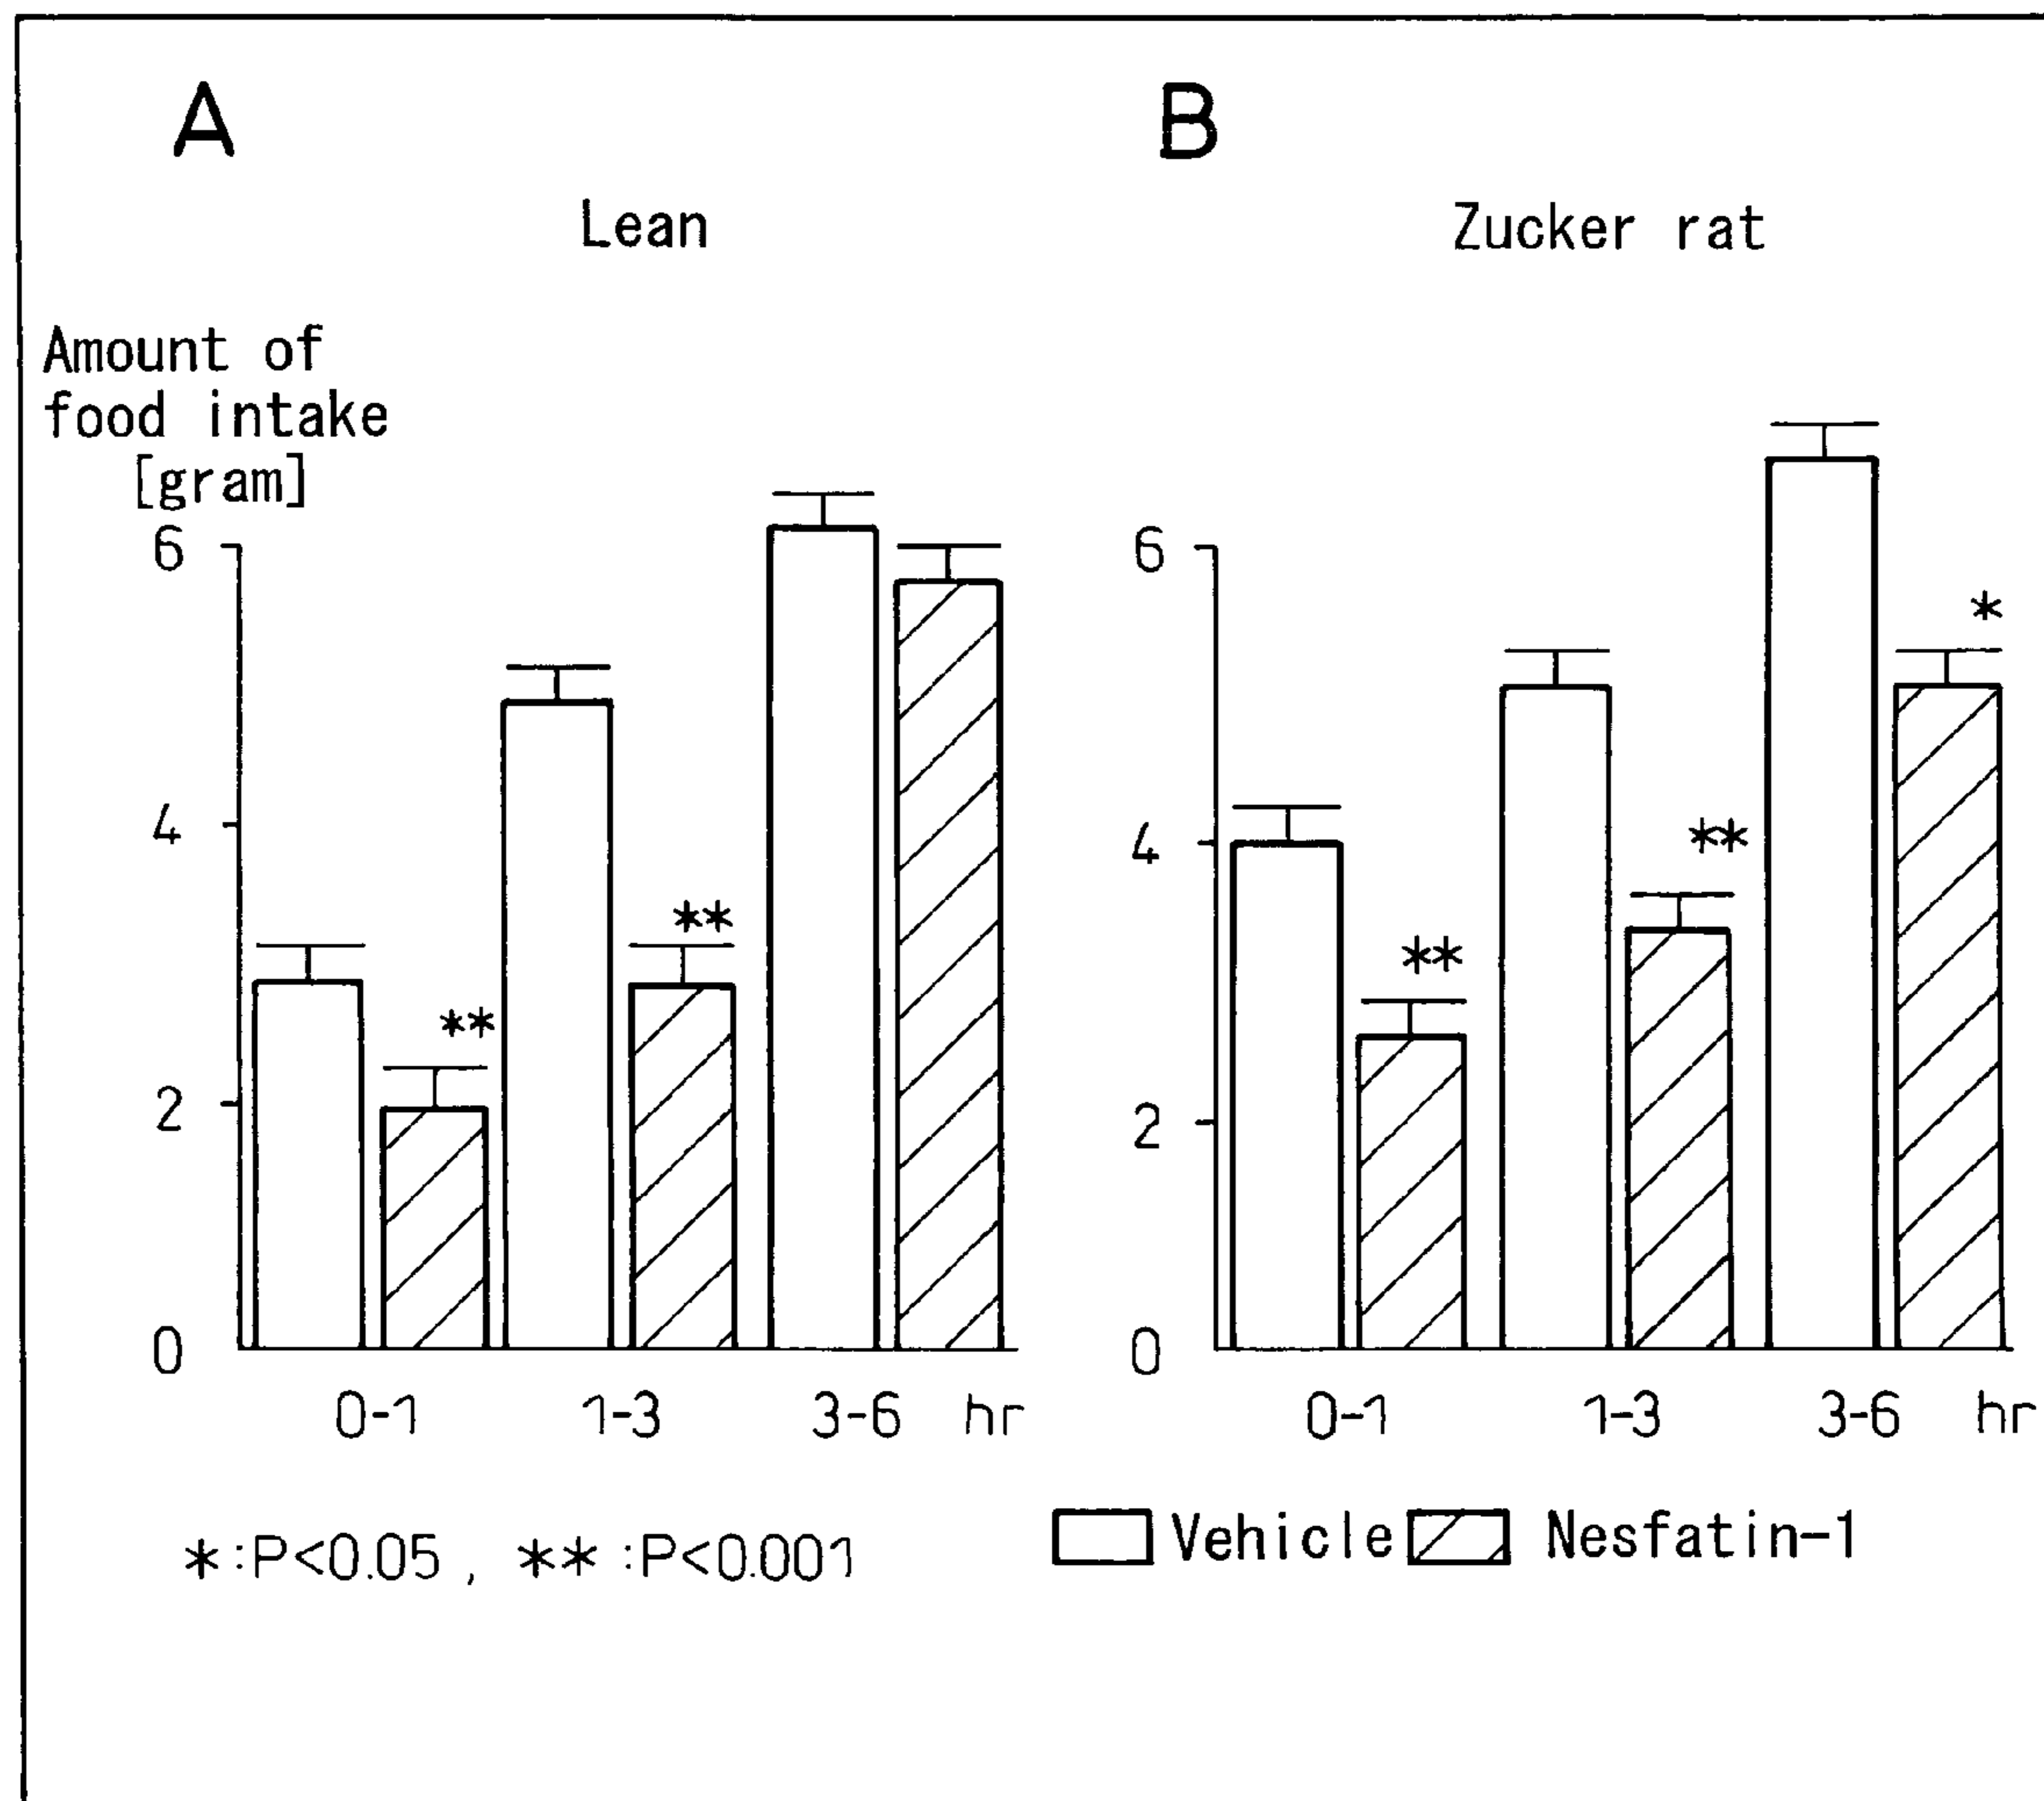 A
B
Lean
Zucker rat
Amount of
food intake
[gram]
6
4
2
0
**
**
0-1
1-3
3-6
hr
6
4
2
0
**
**
*
0-1
1-3
3-6
hr
*:P<0.05 , **:P<0.001
Vehicle
Nesfatin-1